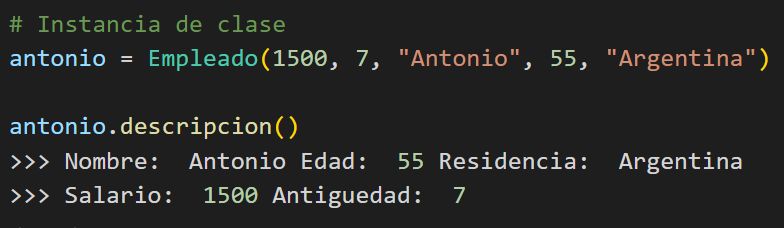 # Instancia de clase
antonio = Empleado(1500, 7, "Antonio", 55, "Argentina")
antonio.descripcion()
>>> Nombre:  Antonio Edad:  55 Residencia:  Argentina
>>> Salario:  1500 Antiguedad:  7